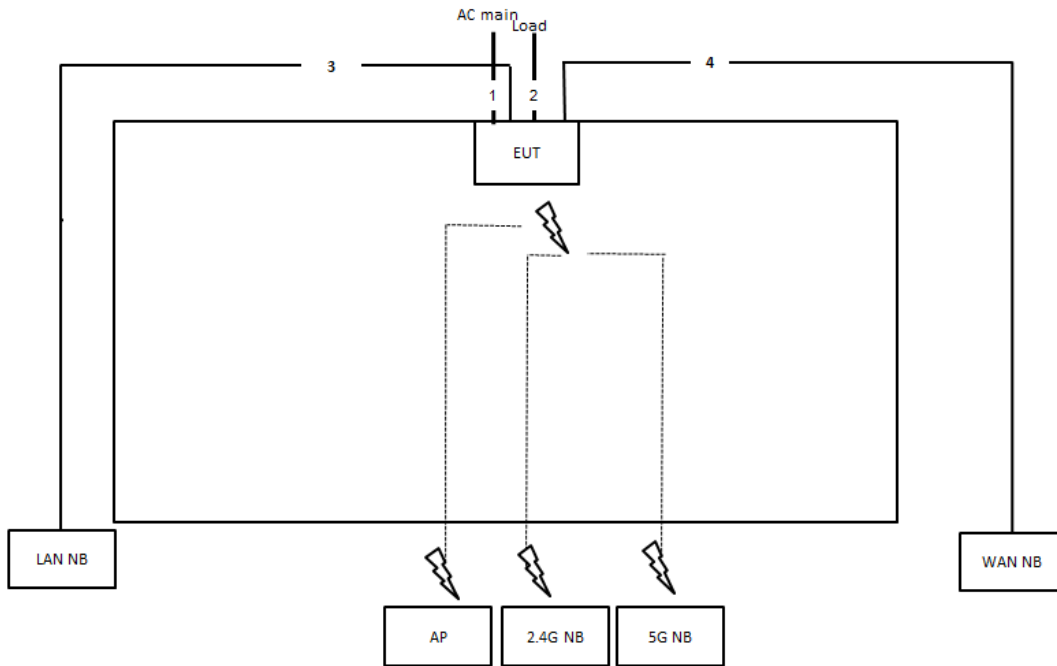 AC main
Load
3
4
1
2
EUT
LAN NB
WAN NB
AP
2.4G NB
5G NB